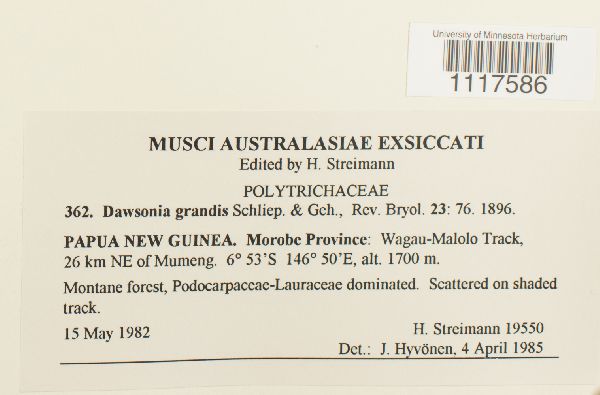 University of Minnesota Herbarium
1117586
MUSCI AUSTRALASIAE EXSICCATI
Edited by H. Streimann
POLYTRICHACEAE
362. Dawsonia grandis Schliep. & Geh., Rev. Bryol. 23: 76. 1896.
PAPUA NEW GUINEA. Morobe Province: Wagau-Malolo Track,
26 km NE of Mumeng. 6° 53'S 146° 50'E, alt. 1700 m.
Montane forest, Podocarpaceae-Lauraceae dominated. Scattered on shaded
track.
15 May 1982
H. Streimann 19550
Det.: J. Hyvönen, 4 April 1985